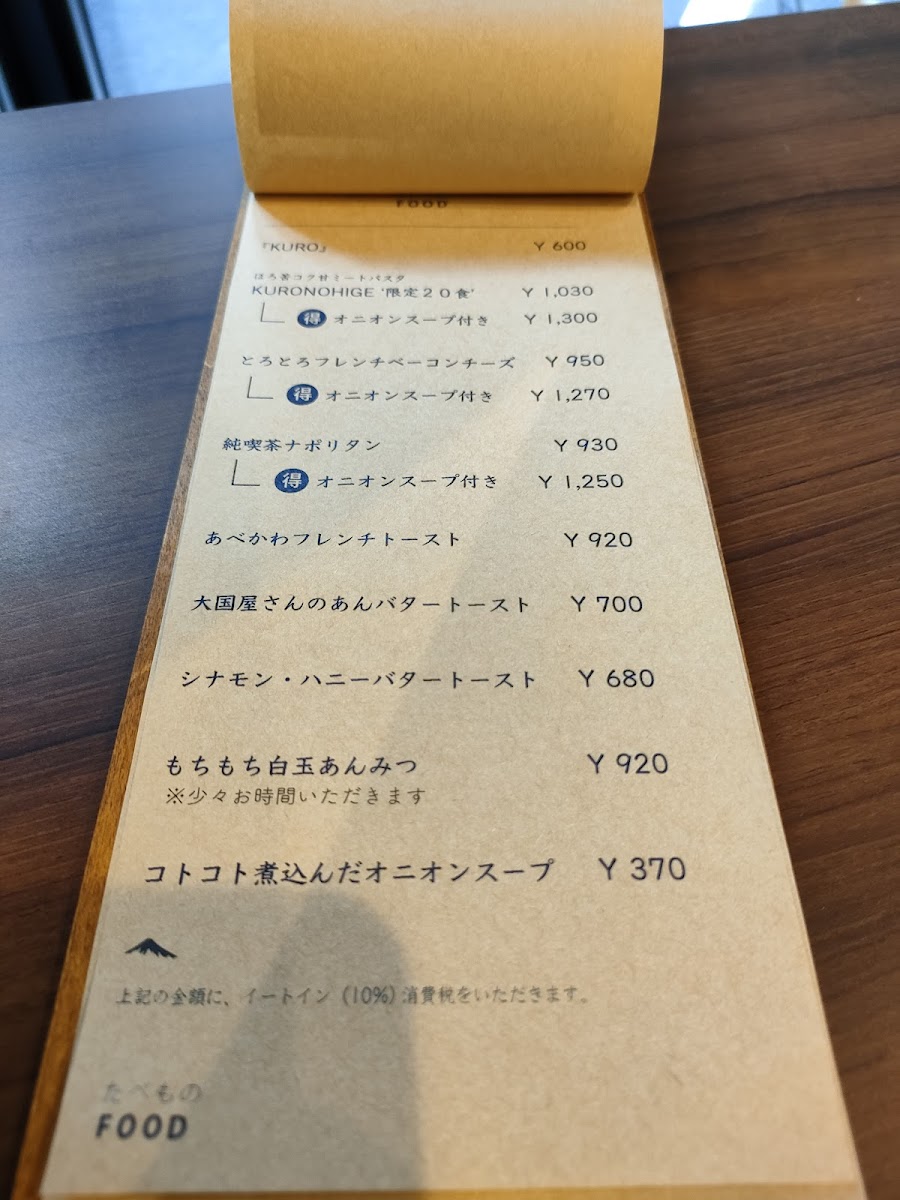 FOOD
『KURO』 ¥ 600
ほろ苦コク甘ミートパスタ
KURONOHIGE '限定20食' ¥ 1,030
得 オニオンスープ付き ¥ 1,300
とろとろフレンチベーコンチーズ ¥ 950
得 オニオンスープ付き ¥ 1,270
純喫茶ナポリタン ¥ 930
得 オニオンスープ付き ¥ 1,250
あべかわフレンチトースト ¥ 920
大国屋さんのあんバタートースト ¥ 700
シナモン・ハニーバタートースト ¥ 680
もちもち白玉あんみつ ¥ 920
※少々お時間いただきます
コトコト煮込んだオニオンスープ ¥ 370
上記の金額に、イートイン (10%) 消費税をいただきます。
たべもの
FOOD